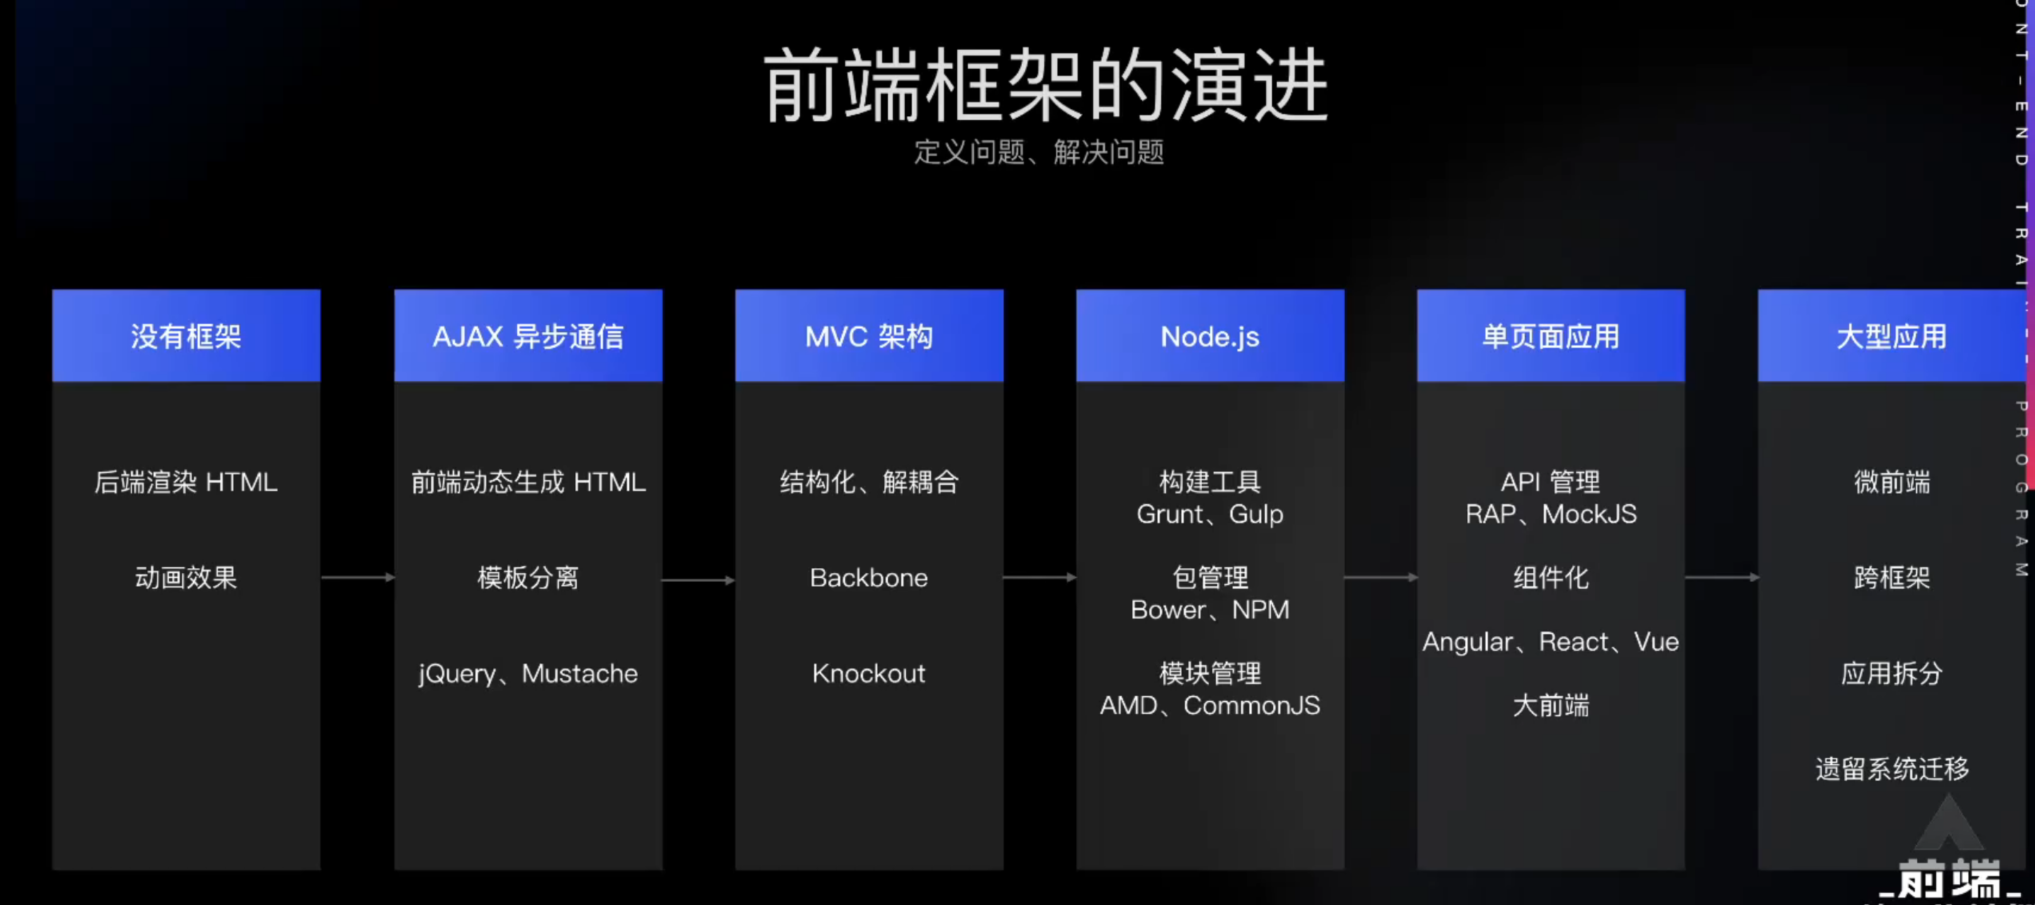 前端框架的演进
定义问题、解决问题
没有框架
后端渲染 HTML
动画效果
AJAX 异步通信
前端动态生成 HTML
模板分离
jQuery、Mustache
MVC 架构
结构化、解耦合
Backbone
Knockout
Node.js
构建工具
Grunt、Gulp
包管理
Bower、NPM
模块管理
AMD、CommonJS
单页面应用
API 管理
RAP、MockJS
组件化
Angular、React、Vue
大前端
大型应用
微前端
跨框架
应用拆分
遗留系统迁移
ONT-END PROGRAM
_前端_